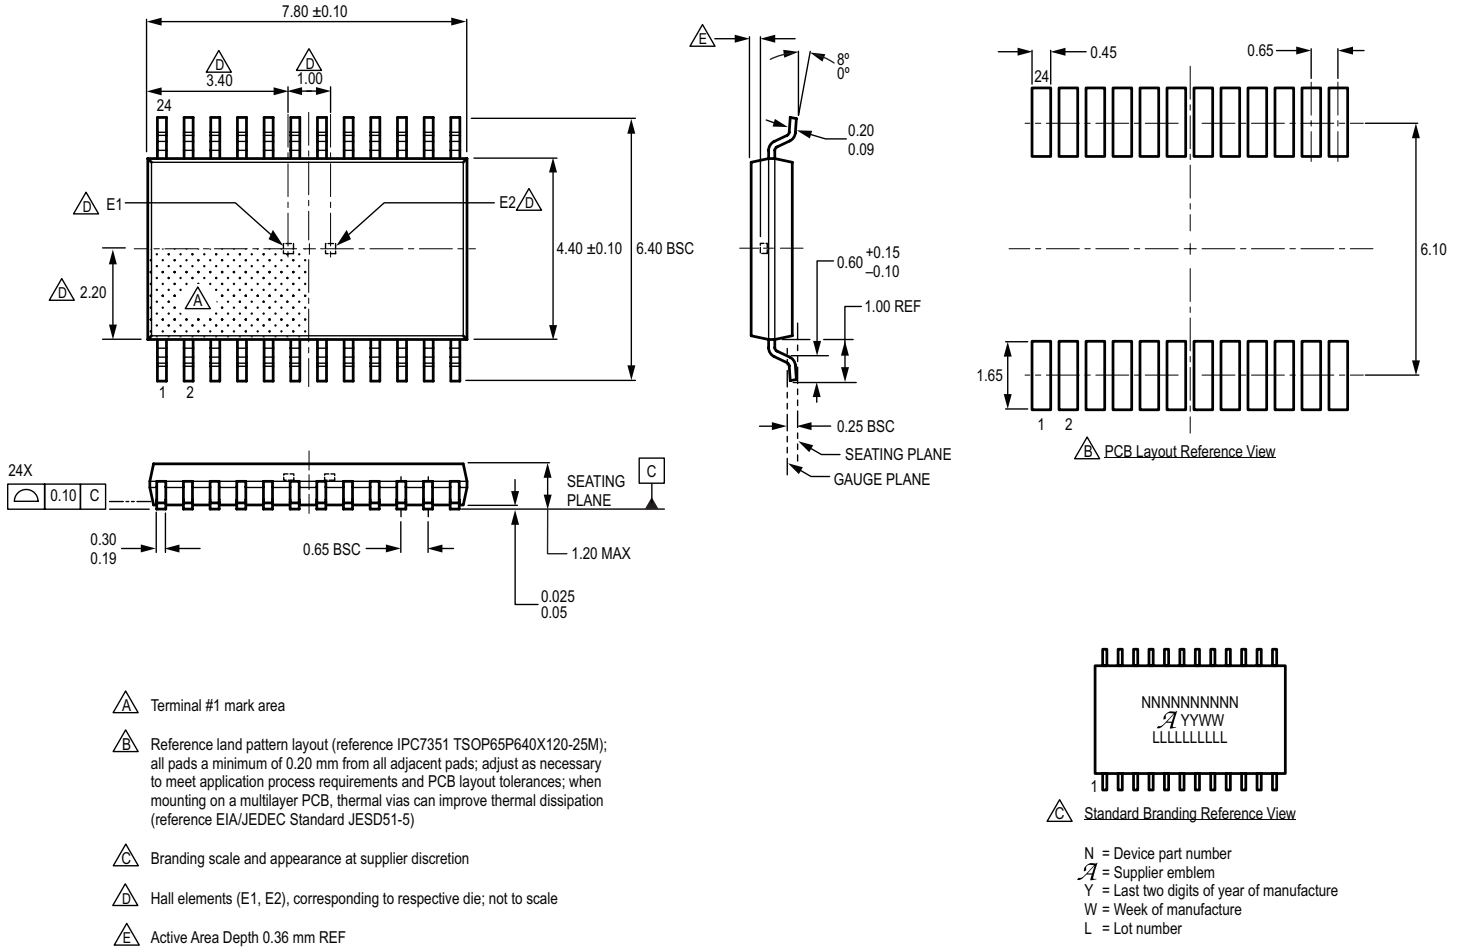 7.80 ±0.10
D
3.40
D
1.00
24
D E1
E2 D
D 2.20
A
4.40 ±0.10
6.40 BSC
1 2
E
8º
0º
0.20
0.09
0.60 +0.15
–0.10
1.00 REF
0.25 BSC
SEATING PLANE
GAUGE PLANE
24
0.45
0.65
6.10
1.65
1 2
B PCB Layout Reference View
24X
0.10 C
SEATING
PLANE
C
0.30
0.19
0.65 BSC
1.20 MAX
0.025
0.05
A Terminal #1 mark area
B Reference land pattern layout (reference IPC7351 TSOP65P640X120-25M);
all pads a minimum of 0.20 mm from all adjacent pads; adjust as necessary
to meet application process requirements and PCB layout tolerances; when
mounting on a multilayer PCB, thermal vias can improve thermal dissipation
(reference EIA/JEDEC Standard JESD51-5)
C Branding scale and appearance at supplier discretion
D Hall elements (E1, E2), corresponding to respective die; not to scale
E Active Area Depth 0.36 mm REF
NNNNNNNNNN
A YYWW
LLLLLLLLLL
1
C Standard Branding Reference View
N = Device part number
A = Supplier emblem
Y = Last two digits of year of manufacture
W = Week of manufacture
L = Lot number